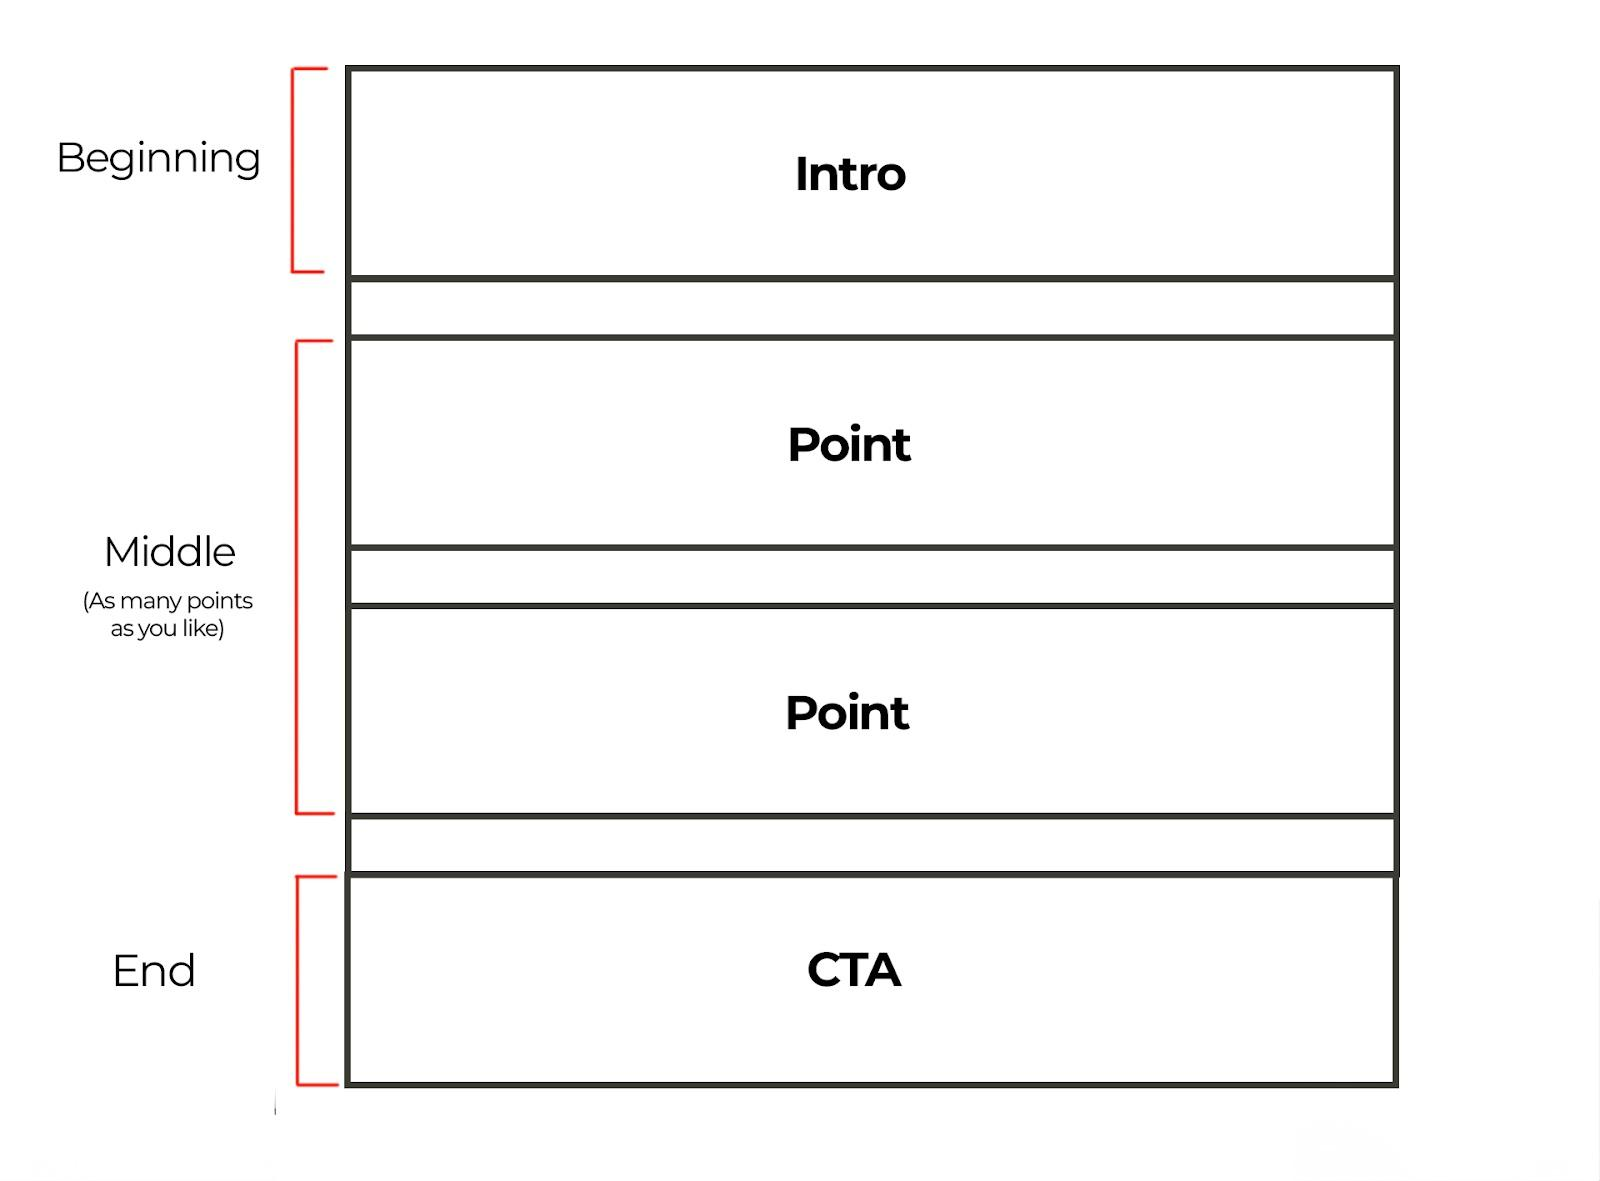 Beginning
Intro
Point
Middle
(As many points
as you like)
Point
End
CTA